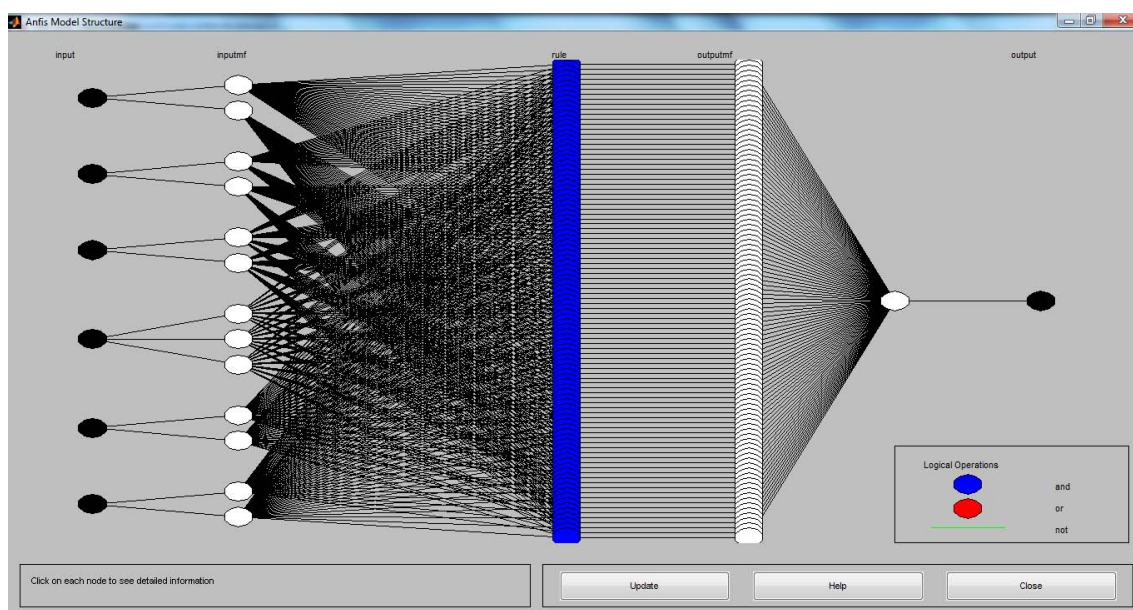 Anfis Model Structure
input inputmf rule outputmf output
Logical Operations
and
or
not
Click on each node to see detailed information
Update Help Close